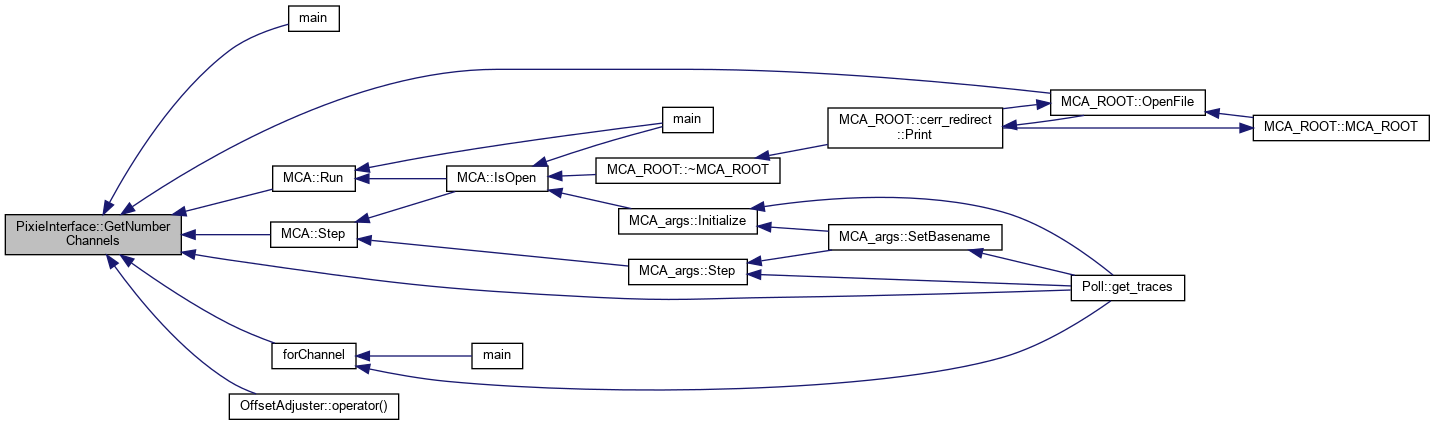 main
MCA_ROOT::OpenFile
main
MCA_ROOT::cerr_redirect
::Print
MCA_ROOT::MCA_ROOT
MCA::Run
MCA::IsOpen
MCA_ROOT::~MCA_ROOT
PixieInterface::GetNumber
Channels
MCA::Step
MCA_args::Initialize
MCA_args::SetBasename
MCA_args::Step
Poll::get_traces
forChannel
main
OffsetAdjuster::operator()